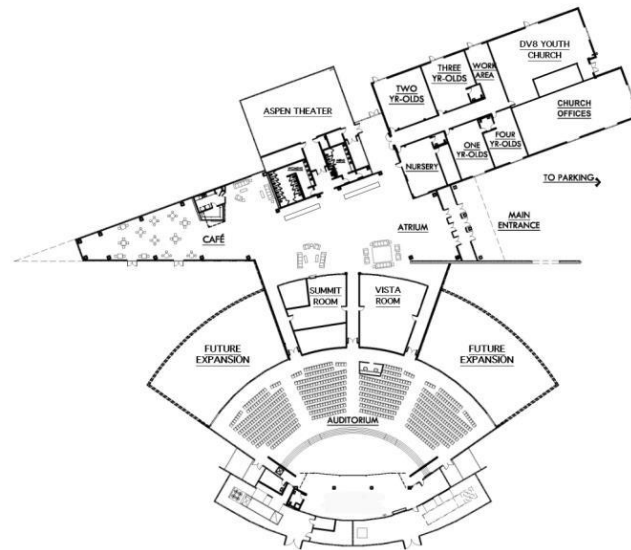 DV8 YOUTH
CHURCH
THREE
YR-OLDS
WORK
AREA
TWO
YR-OLDS
ASPEN THEATER
CHURCH
OFFICES
ONE
YR-OLDS
FOUR
YR-OLDS
NURSERY
TO PARKING
MAIN
ENTRANCE
ATRIUM
CAFÉ
SUMMIT
ROOM
VISTA
ROOM
FUTURE
EXPANSION
FUTURE
EXPANSION
AUDITORIUM